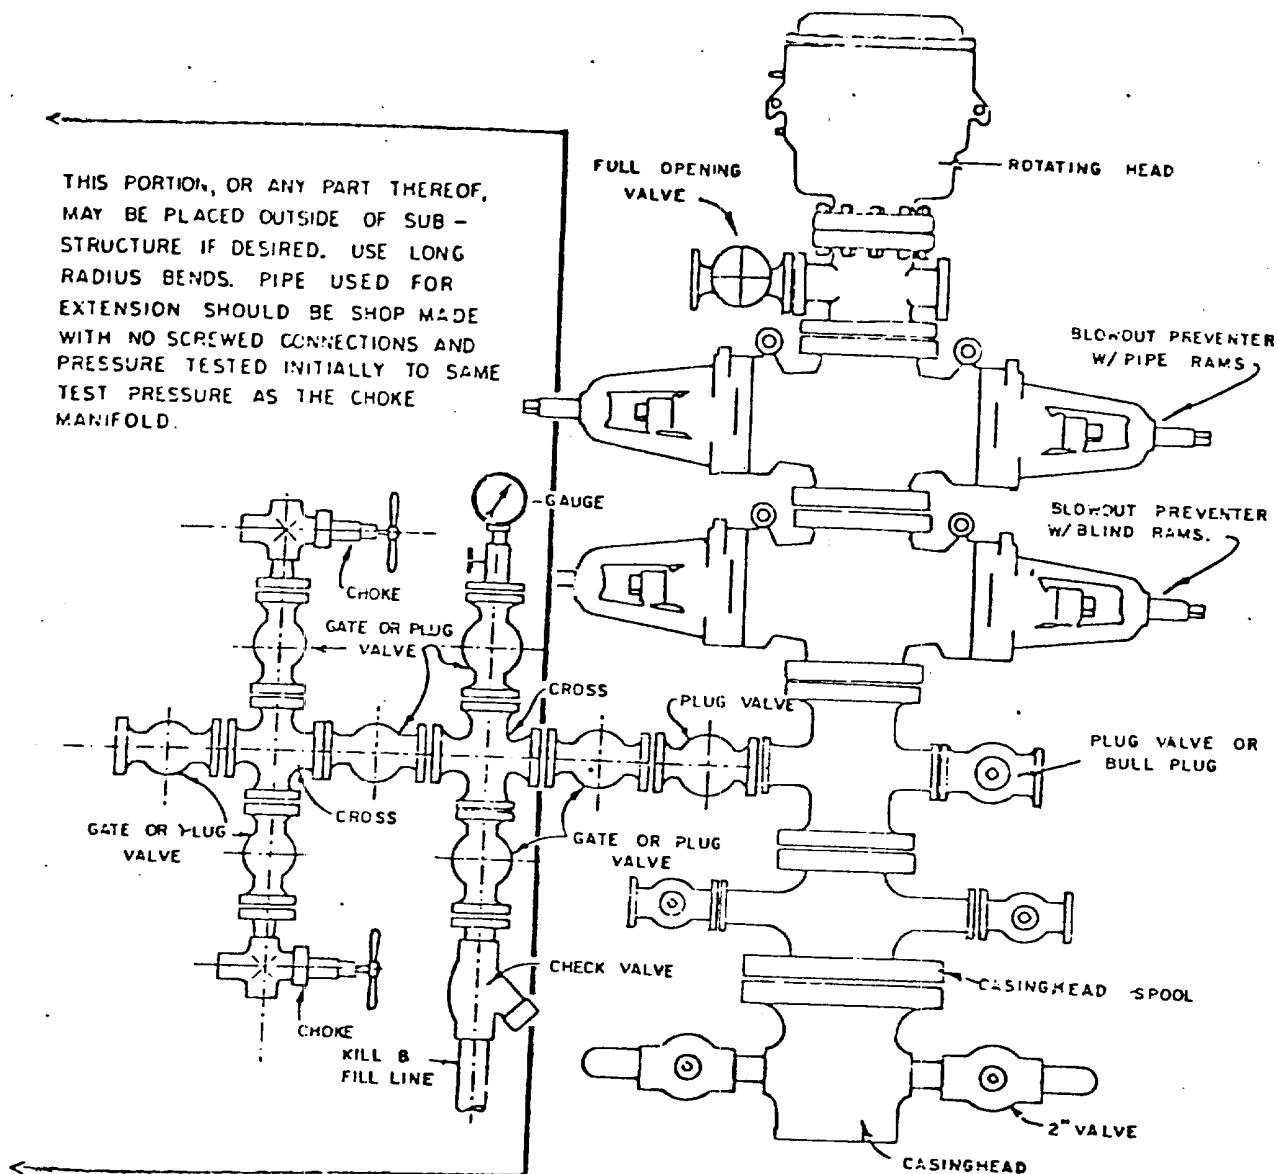 ROTATING HEAD
FULL OPENING
VALVE
THIS PORTION, OR ANY PART THEREOF,
MAY BE PLACED OUTSIDE OF SUB-
STRUCTURE IF DESIRED. USE LONG
RADIUS BENDS. PIPE USED FOR
EXTENSION SHOULD BE SHOP MADE
WITH NO SCREWED CONNECTIONS AND
PRESSURE TESTED INITIALLY TO SAME
TEST PRESSURE AS THE CHOKE
MANIFOLD.
BLOWOUT PREVENTER
W/PIPE RAMS
GAUGE
BLOWOUT PREVENTER
W/BLIND RAMS.
CHOKE
GATE OR PLUG
VALVE
CROSS
PLUG VALVE
PLUG VALVE OR
BULL PLUG
CROSS
GATE OR PLUG
VALVE
GATE OR PLUG
VALVE
CHECK VALVE
CASINGHEAD SPOOL
CHOKE
KILL &
FILL LINE
2" VALVE
CASINGHEAD